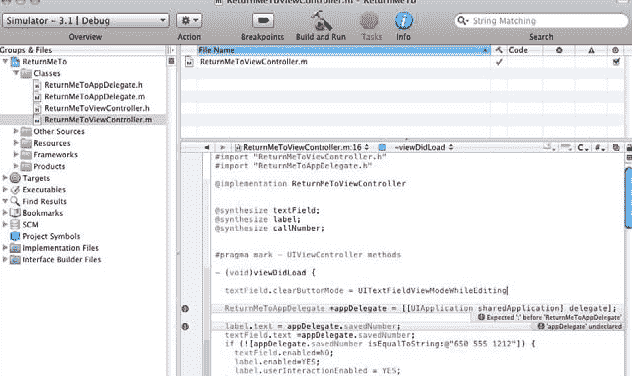 ReturnMeToViewController.m - ReturnMeTo
Simulator - 3.1 | Debug
String Matching
Overview
Action
Breakpoints
Build and Run
Tasks
Info
Search
Groups & Files
File Name
Code
ReturnMeTo
ReturnMeToViewController.m
Classes
ReturnMeToAppDelegate.h
ReturnMeToAppDelegate.m
ReturnMeToViewController.h
ReturnMeToViewController.m
Other Sources
Resources
Frameworks
Products
Targets
Executables
Find Results
Bookmarks
SCM
Project Symbols
Implementation Files
Interface Builder Files
ReturnMeToViewController.m:16
-viewDidLoad
#import "ReturnMeToViewController.h"
#import "ReturnMeToAppDelegate.h"
@implementation ReturnMeToViewController
@synthesize textField;
@synthesize label;
@synthesize callNumber;
#pragma mark - UIViewController methods
- (void)viewDidLoad {
textField.clearButtonMode = UITextFieldViewModeWhileEditing
ReturnMeToAppDelegate *appDelegate = [[UIApplication sharedApplication] delegate];
Expected ';' before 'ReturnMeToAppDelegate'
label.text = appDelegate.savedNumber;
'appDelegate' undeclared
textField.text =appDelegate.savedNumber;
if (![appDelegate.savedNumber isEqualToString:@"650 555 1212"]) {
textField.enabled=NO;
label.enabled=YES;
label.userInteractionEnabled = YES;